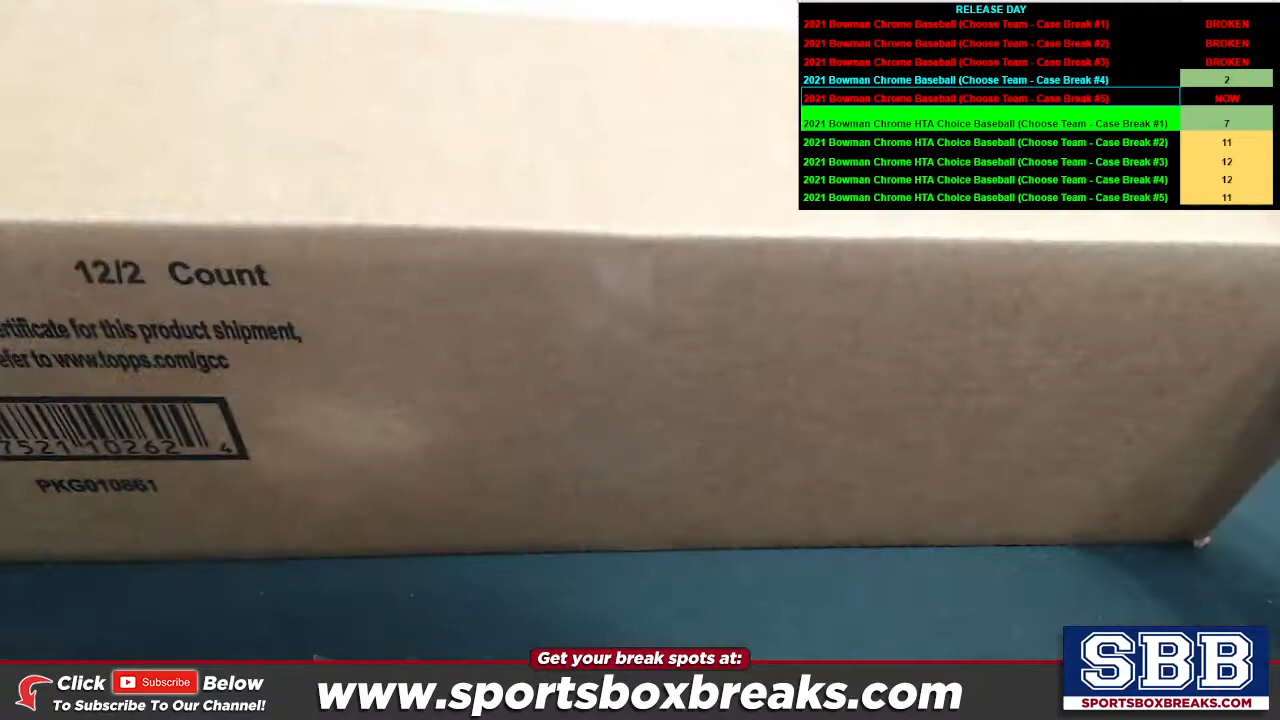 RELEASE DAY
2021 Bowman Chrome Baseball (Choose Team - Case Break #1) BROKEN
2021 Bowman Chrome Baseball (Choose Team - Case Break #2) BROKEN
2021 Bowman Chrome Baseball (Choose Team - Case Break #3) BROKEN
2021 Bowman Chrome Baseball (Choose Team - Case Break #4) 2
2021 Bowman Chrome Baseball (Choose Team - Case Break #5) NOW
2021 Bowman Chrome HTA Choice Baseball (Choose Team - Case Break #1) 7
2021 Bowman Chrome HTA Choice Baseball (Choose Team - Case Break #2) 11
2021 Bowman Chrome HTA Choice Baseball (Choose Team - Case Break #3) 12
2021 Bowman Chrome HTA Choice Baseball (Choose Team - Case Break #4) 12
2021 Bowman Chrome HTA Choice Baseball (Choose Team - Case Break #5) 11
12/2 Count
ertificate for this product shipment,
efer to www.topps.com/gcc
7521 10262 4
PKG010861
Get your break spots at:
Click Subscribe Below
To Subscribe To Our Channel!
www.sportsboxbreaks.com
SBB
SPORTSBOXBREAKS.COM